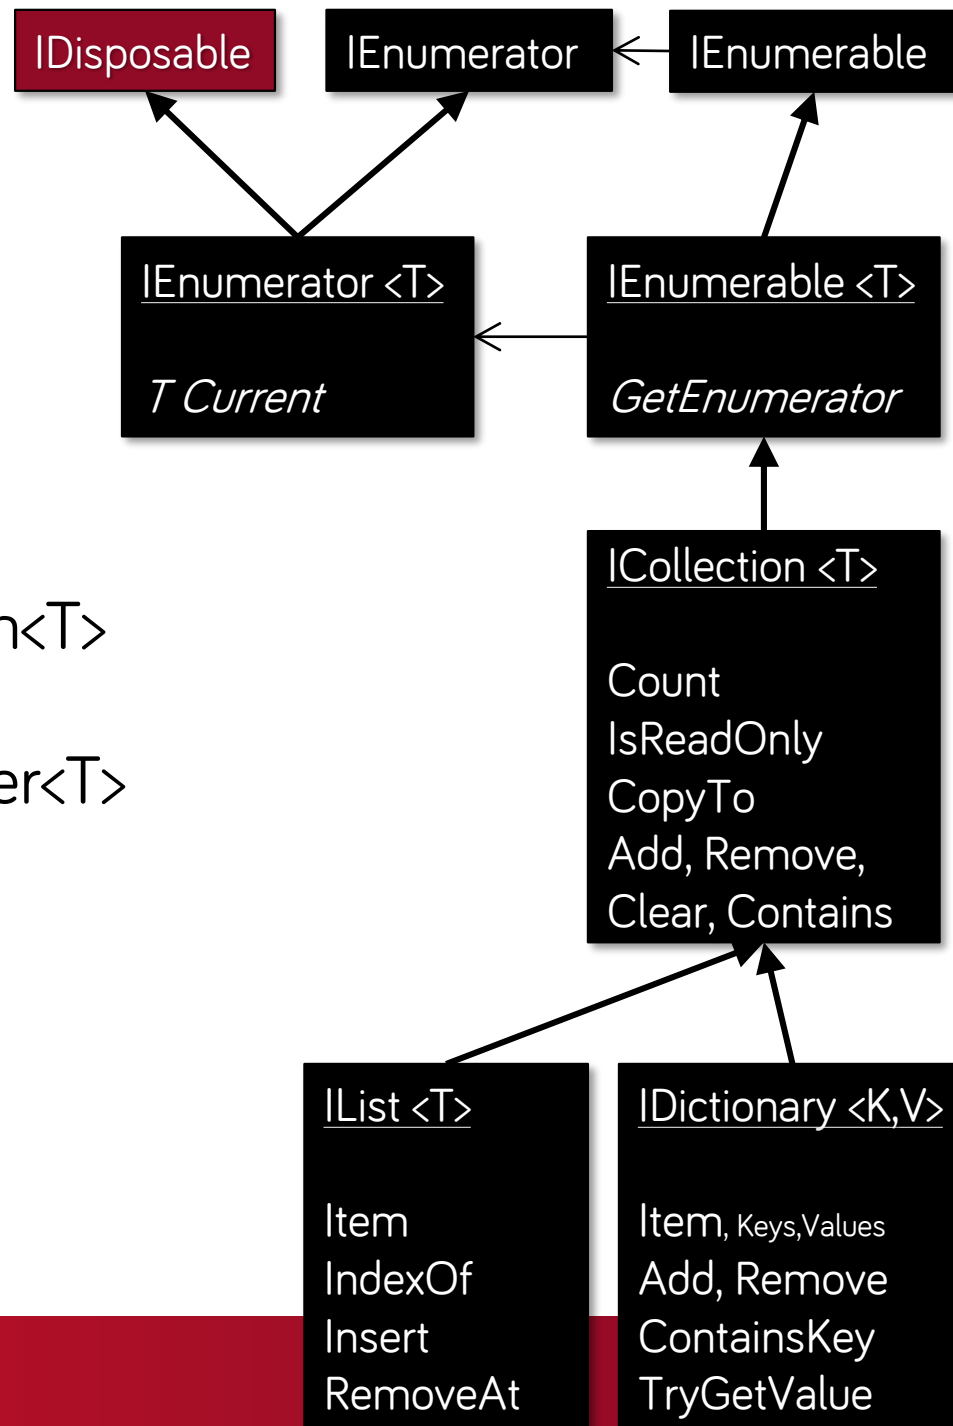 IDisposable
IEnumerator
IEnumerable
IEnumerator <T>
T Current
IEnumerable <T>
GetEnumerator
n<T>
er<T>
ICollection <T>
Count
IsReadOnly
CopyTo
Add, Remove,
Clear, Contains
IList <T>
Item
IndexOf
Insert
RemoveAt
IDictionary <K,V>
Item, Keys,Values
Add, Remove
ContainsKey
TryGetValue